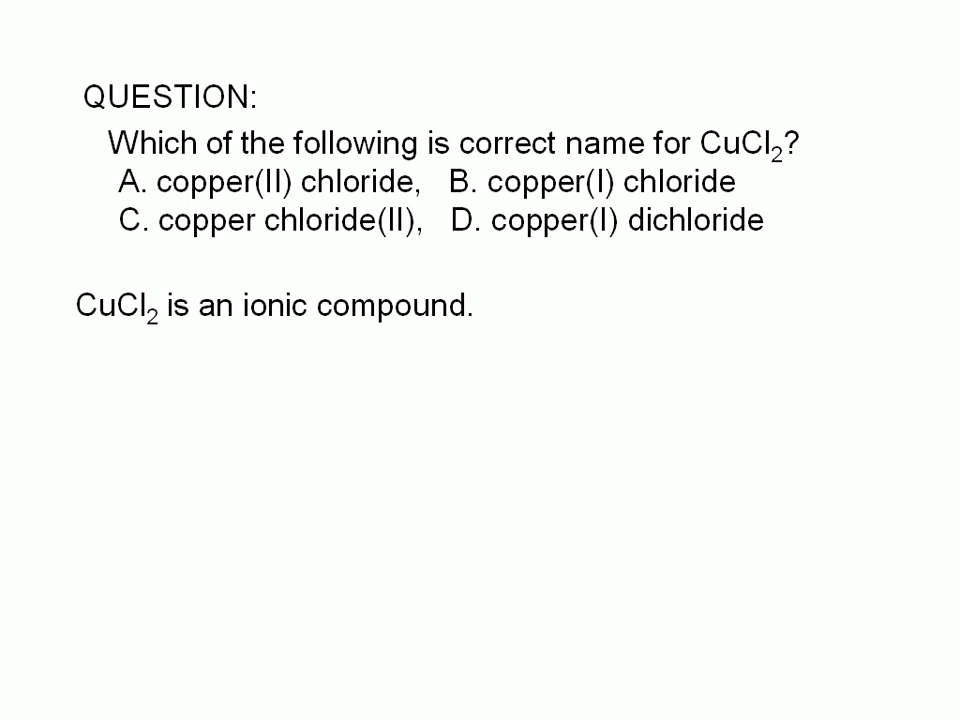 QUESTION:
Which of the following is correct name for CuCl₂?
A. copper(II) chloride, B. copper(I) chloride
C. copper chloride(II), D. copper(I) dichloride
CuCl₂ is an ionic compound.